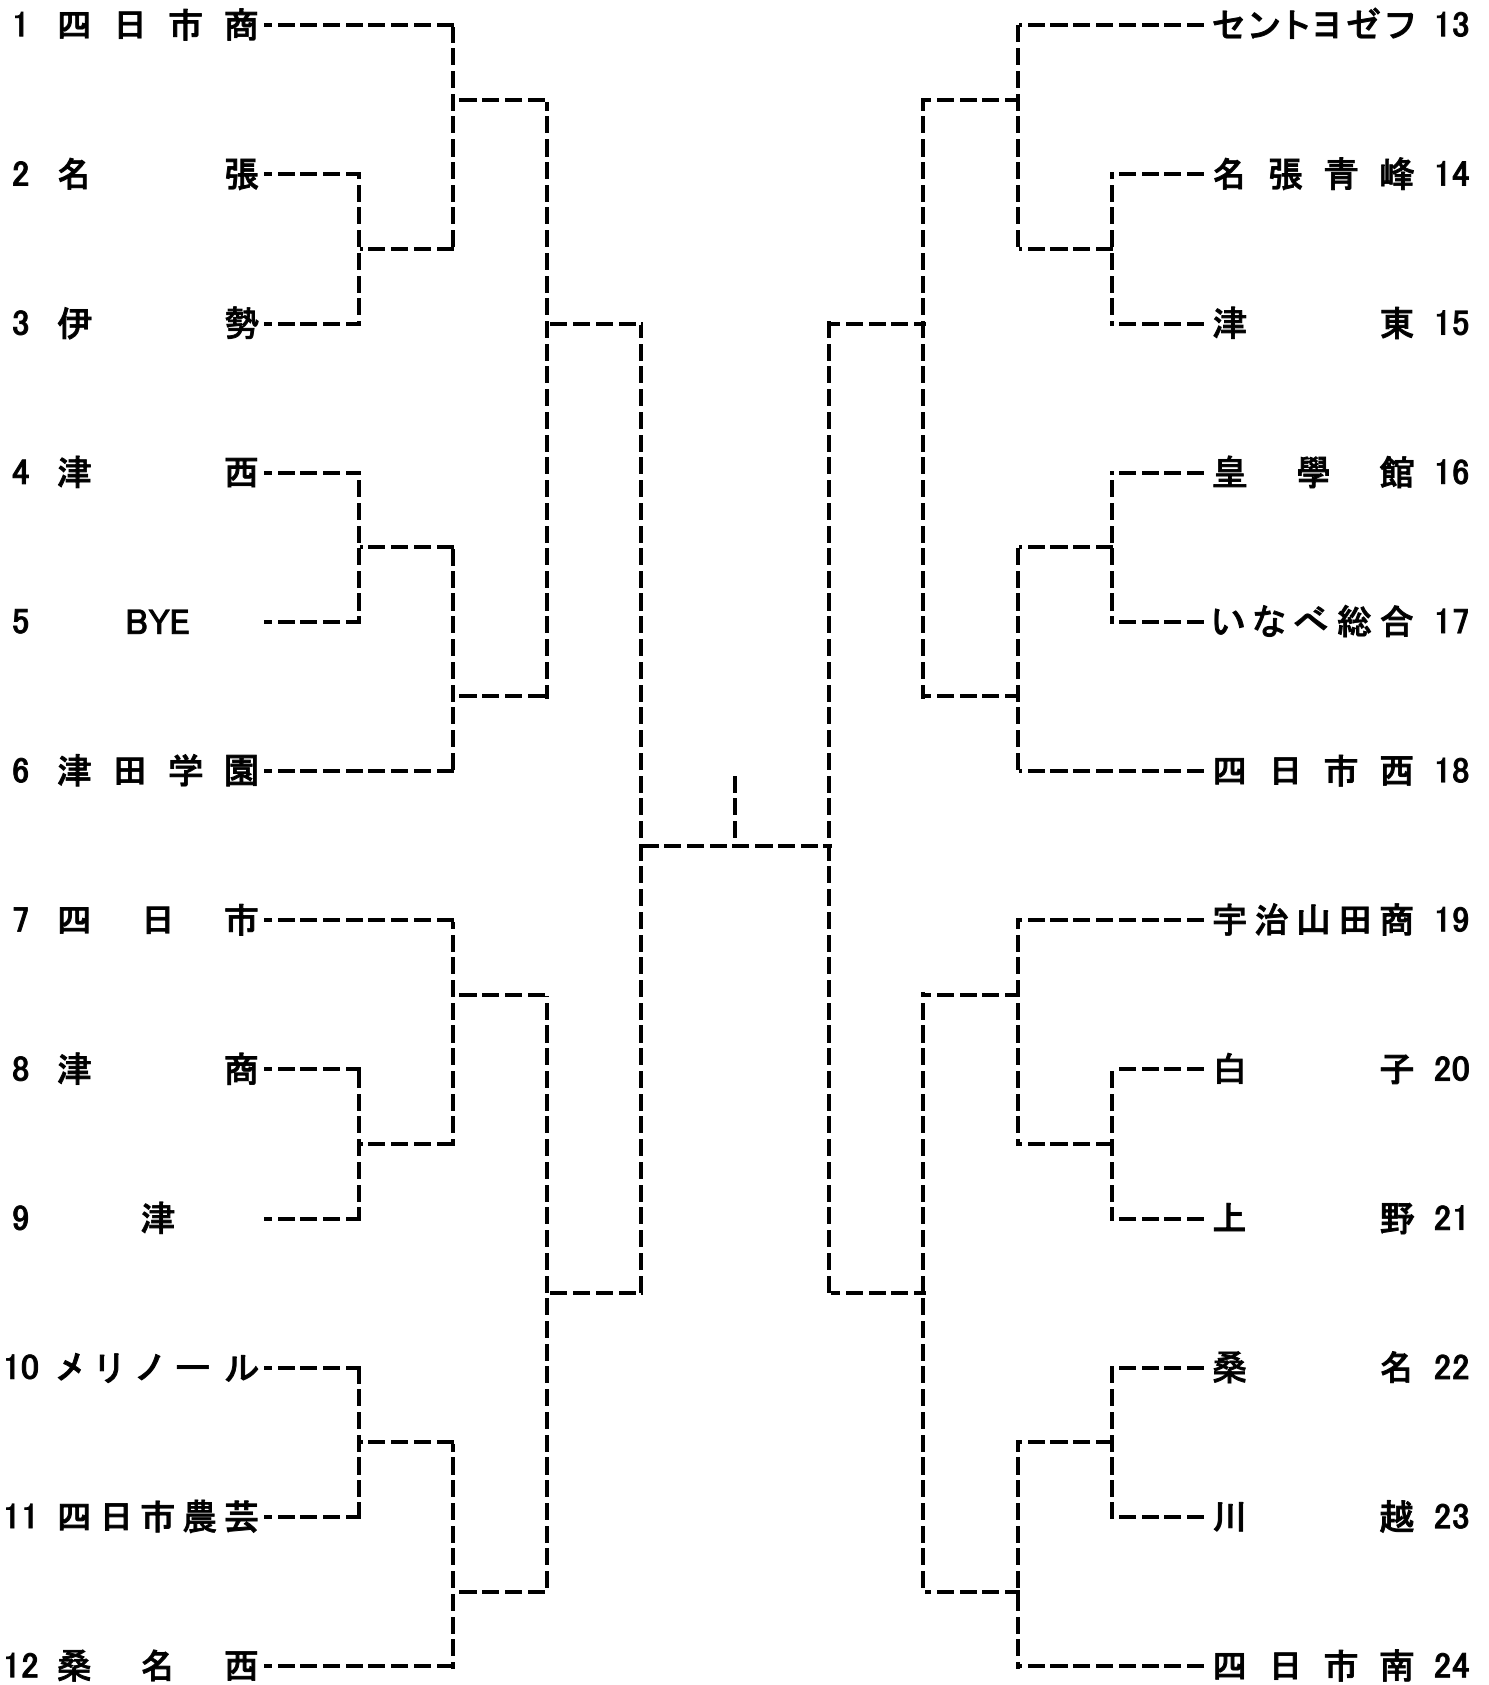 1 四日市商
2 名張
3 伊勢
4 津西
5 BYE
6 津田学園
7 四日市
8 津商
9 津
10 メリノール
11 四日市農芸
12 桑名西
セントヨゼフ 13
名張青峰 14
津東 15
皇學館 16
いなべ総合 17
四日市西 18
宇治山田商 19
白子 20
上野 21
桑名 22
川越 23
四日市南 24